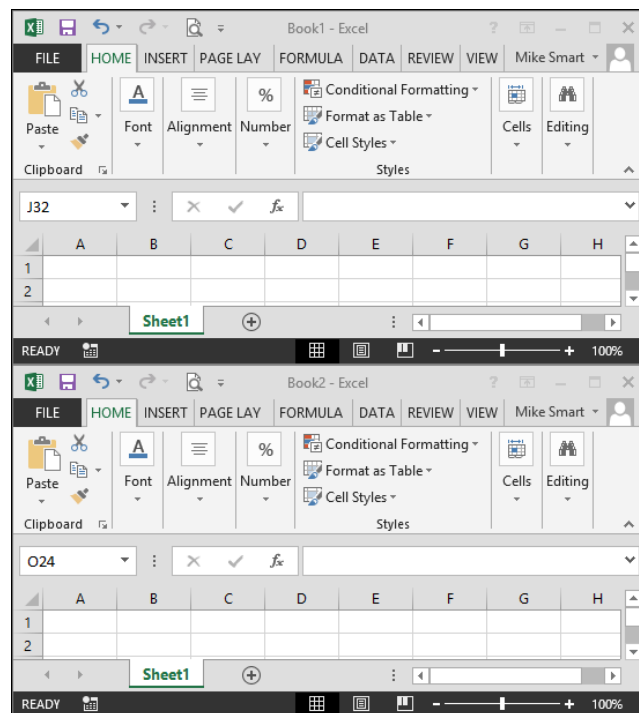 Book1 - Excel ?
FILE HOME INSERT PAGE LAY FORMULA DATA REVIEW VIEW Mike Smart
Paste Font Alignment Number Conditional Formatting Format as Table Cell Styles Cells Editing
Clipboard Styles
J32 fx
A B C D E F G H
1
2
Sheet1
READY 100%
Book2 - Excel ?
FILE HOME INSERT PAGE LAY FORMULA DATA REVIEW VIEW Mike Smart
Paste Font Alignment Number Conditional Formatting Format as Table Cell Styles Cells Editing
Clipboard Styles
O24 fx
A B C D E F G H
1
2
Sheet1
READY 100%